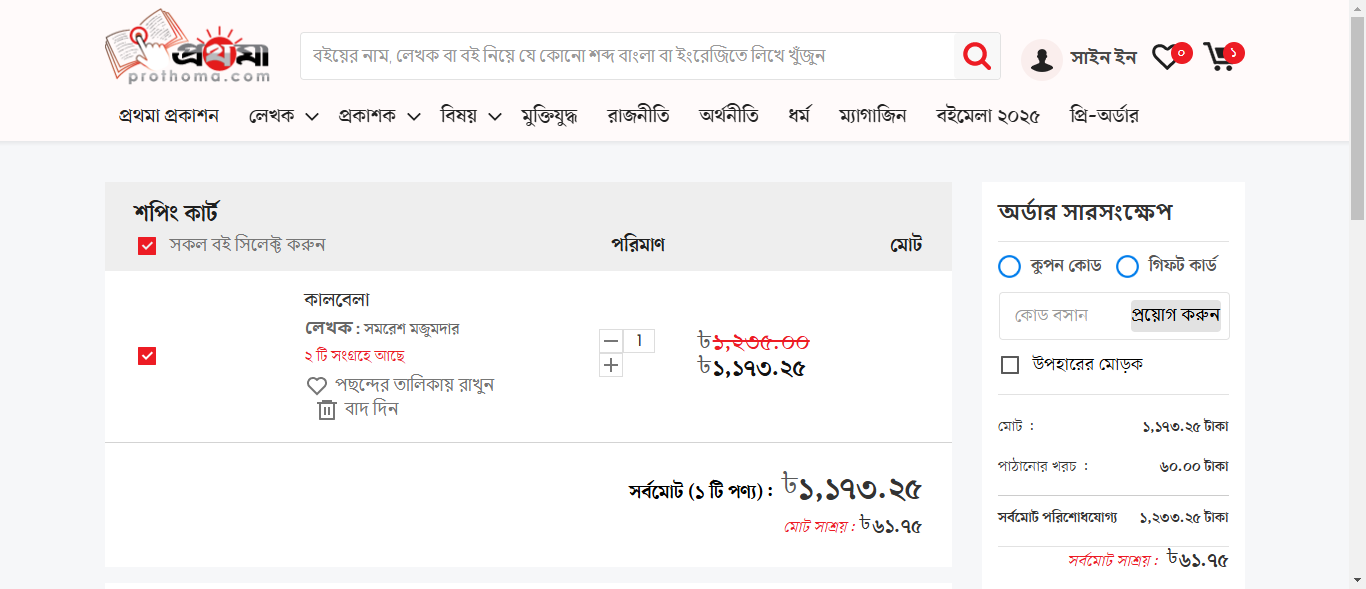 প্রথমা
prothoma.com
বইয়ের নাম, লেখক বা বই নিয়ে যে কোনো শব্দ বাংলা বা ইংরেজিতে লিখে খুঁজুন
সাইন ইন
০
১
প্রথমা প্রকাশন লেখক প্রকাশক বিষয় মুক্তিযুদ্ধ রাজনীতি অর্থনীতি ধর্ম ম্যাগাজিন বইমেলা ২০২৫ প্রি-অর্ডার
শপিং কার্ট
সকল বই সিলেক্ট করুন পরিমাণ মোট
কালবেলা
লেখক : সমরেশ মজুমদার
২ টি সংগ্রহে আছে
পছন্দের তালিকায় রাখুন
বাদ দিন
1
৳১,২৩৫.০০
৳১,১৭৩.২৫
সর্বমোট (১ টি পণ্য) : ৳১,১৭৩.২৫
মোট সাশ্রয় : ৳৬১.৭৫
অর্ডার সারসংক্ষেপ
কুপন কোড গিফট কার্ড
কোড বসান প্রয়োগ করুন
উপহারের মোড়ক
মোট : ১,১৭৩.২৫ টাকা
পাঠানোর খরচ : ৬০.০০ টাকা
সর্বমোট পরিশোধযোগ্য ১,২৩৩.২৫ টাকা
সর্বমোট সাশ্রয় : ৳৬১.৭৫